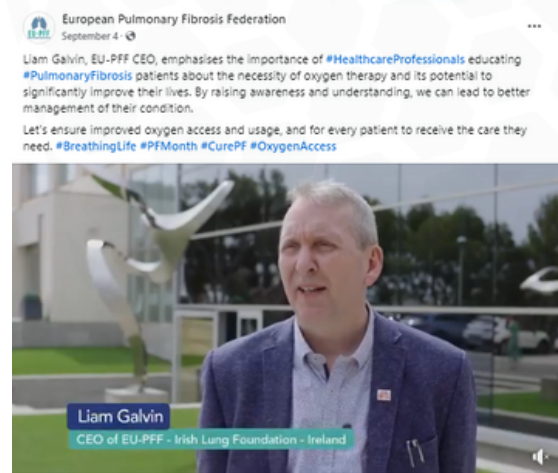 European Pulmonary Fibrosis Federation
September 4 ·
EU-PFF
Liam Galvin, EU-PFF CEO, emphasises the importance of #HealthcareProfessionals educating
#PulmonaryFibrosis patients about the necessity of oxygen therapy and its potential to
significantly improve their lives. By raising awareness and understanding, we can lead to better
management of their condition.
Let's ensure improved oxygen access and usage, and for every patient to receive the care they
need. #BreathingLife #PFMonth #CurePF #OxygenAccess
Liam Galvin
CEO of EU-PFF - Irish Lung Foundation - Ireland